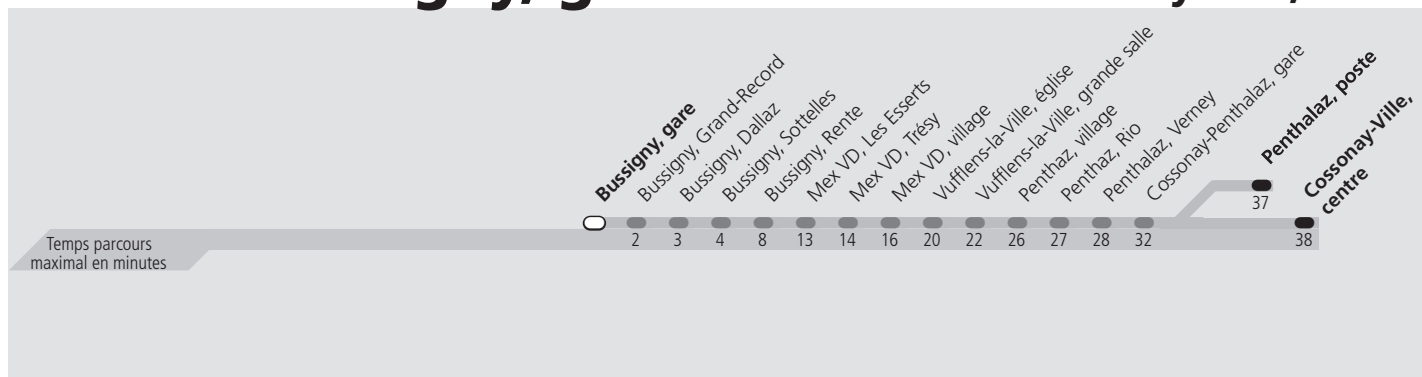 Bussigny, gare
Bussigny, Grand-Record
Bussigny, Dallaz
Bussigny, Sottelles
Bussigny, Rente
Mex VD, Les Esserts
Mex VD, Trésy
Mex VD, village
Vufflens-la-Ville, église
Vufflens-la-Ville, grande salle
Penthaz, village
Penthaz, Rio
Penthalaz, Verney
Cossonay-Penthalaz, gare
Penthalaz, poste
Cossonay-Ville,
centre
37
2 3 4 8 13 14 16 20 22 26 27 28 32 38
Temps parcours
maximal en minutes